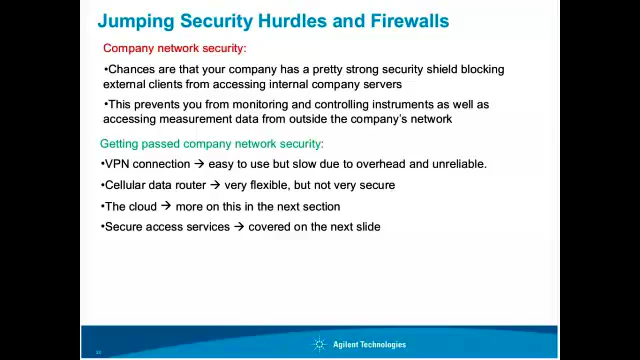 Jumping Security Hurdles and Firewalls
Company network security:
•Chances are that your company has a pretty strong security shield blocking
external clients from accessing internal company servers
•This prevents you from monitoring and controlling instruments as well as
accessing measurement data from outside the company's network
Getting passed company network security:
•VPN connection → easy to use but slow due to overhead and unreliable.
•Cellular data router → very flexible, but not very secure
•The cloud → more on this in the next section
•Secure access services → covered on the next slide
Agilent Technologies